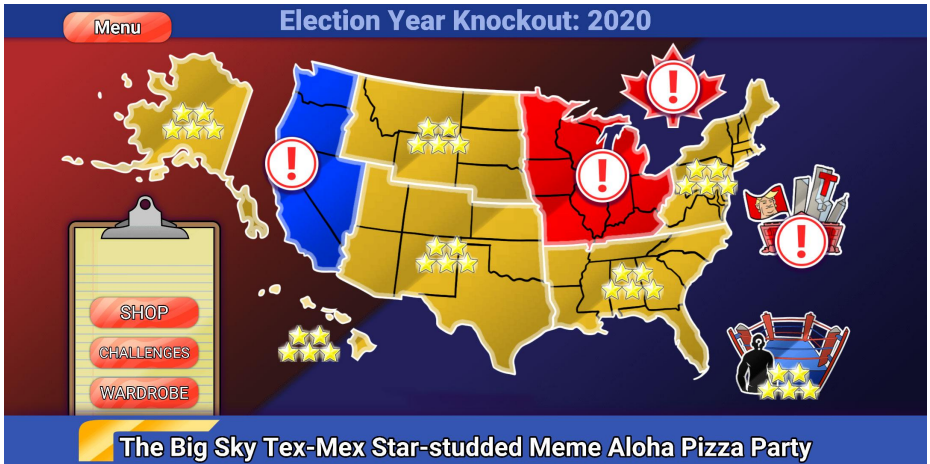 Menu
Election Year Knockout: 2020
!
!
!
T
!
SHOP
CHALLENGES
WARDROBE
The Big Sky Tex-Mex Star-studded Meme Aloha Pizza Party